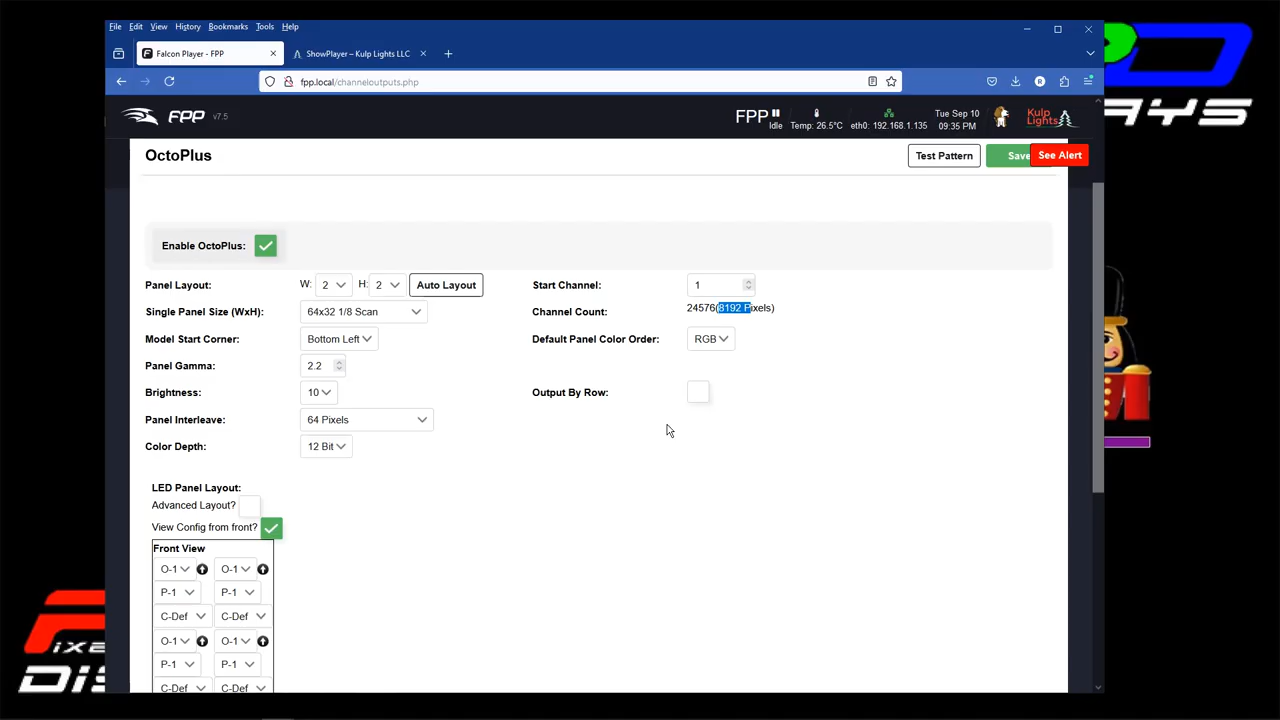 File Edit View History Bookmarks Tools Help
Falcon Player - FPP
ShowPlayer – Kulp Lights LLC
fpp.local/channeloutputs.php
FPP v7.5
FPP
Idle
Temp: 26.5°C
eth0: 192.168.1.135
Tue Sep 10
09:35 PM
Kulp
Lights
OctoPlus
Test Pattern
Save
See Alert
Enable OctoPlus:
Panel Layout: W: 2 H: 2 Auto Layout
Start Channel: 1
Single Panel Size (WxH): 64x32 1/8 Scan
Channel Count: 24576(8192 Pixels)
Model Start Corner: Bottom Left
Default Panel Color Order: RGB
Panel Gamma: 2.2
Brightness: 10
Output By Row:
Panel Interleave: 64 Pixels
Color Depth: 12 Bit
LED Panel Layout:
Advanced Layout?
View Config from front?
Front View
O-1 O-1
P-1 P-1
C-Def C-Def
O-1 O-1
P-1 P-1
C-Def C-Def